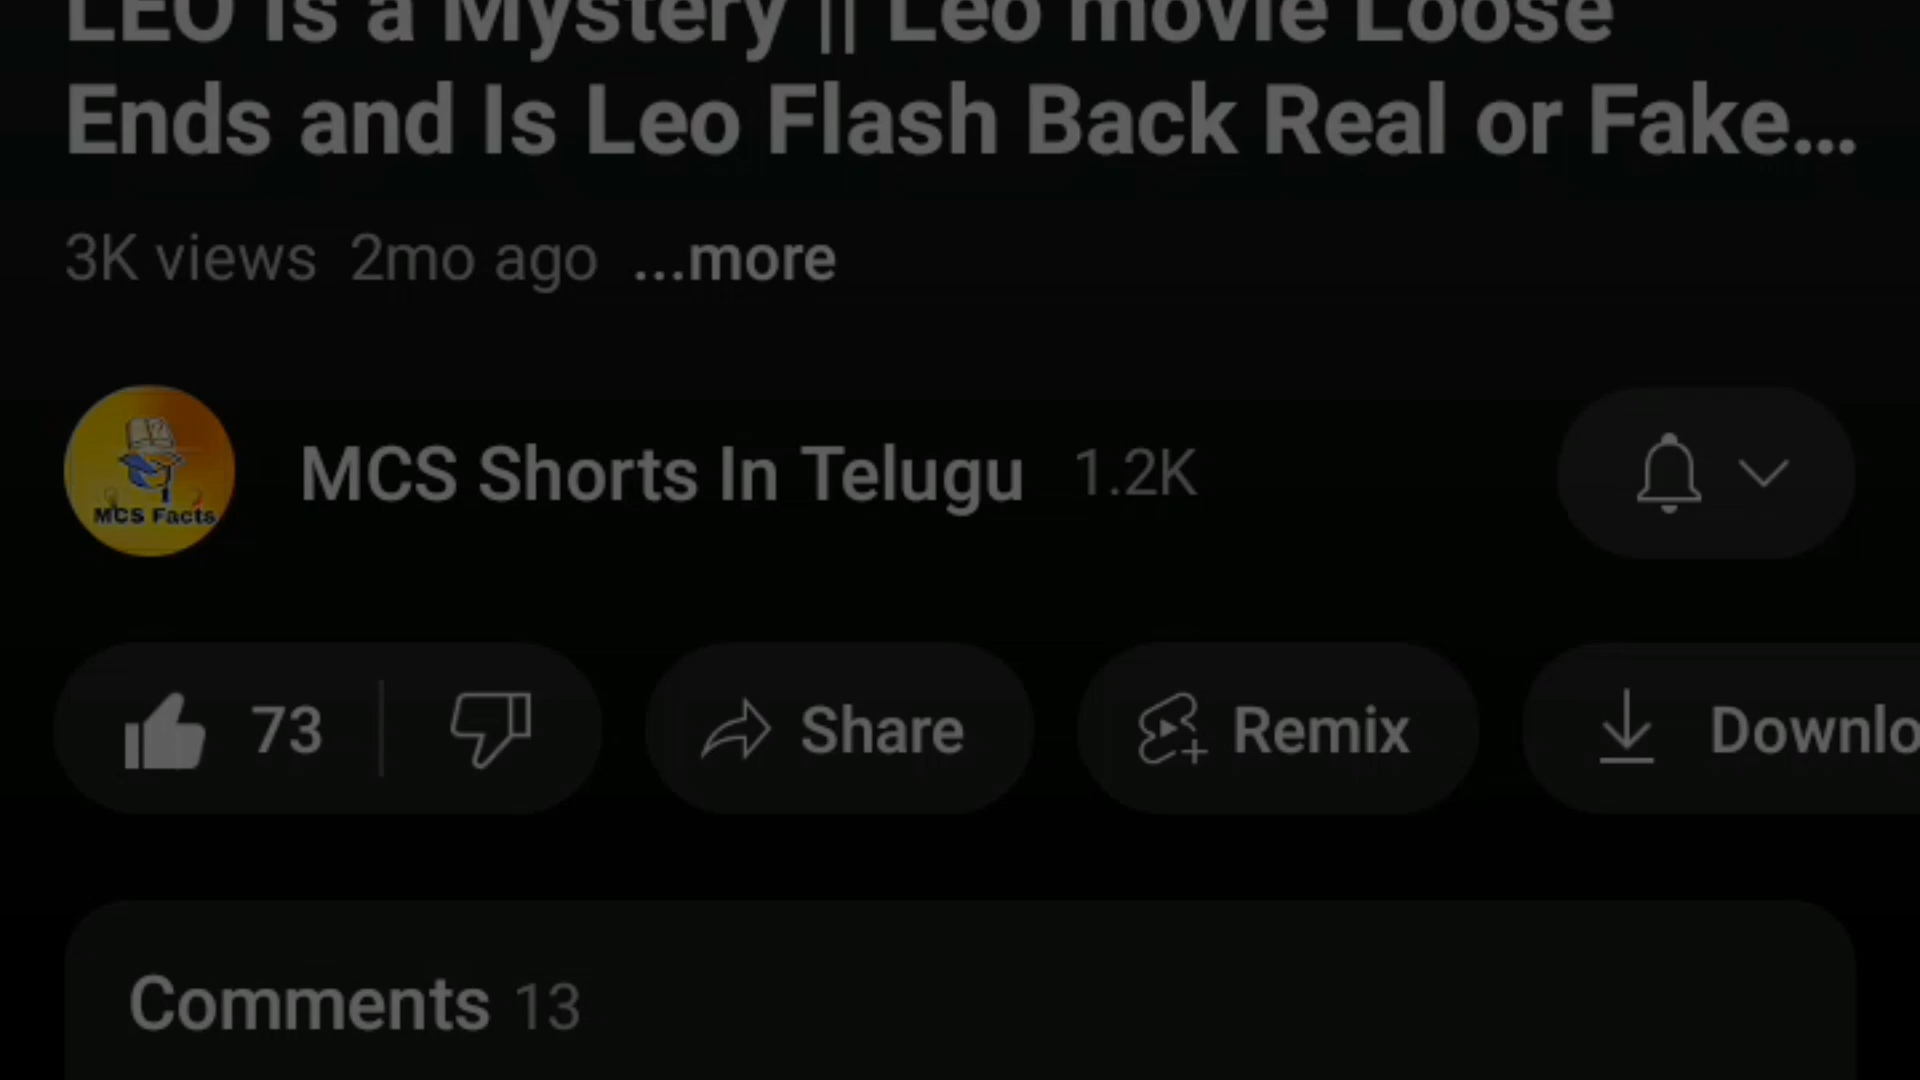 LEO is a Mystery || Leo movie Loose
Ends and Is Leo Flash Back Real or Fake...
3K views 2mo ago ...more
MCS Facts
MCS Shorts In Telugu 1.2K
73 Share Remix Downlo
Comments 13